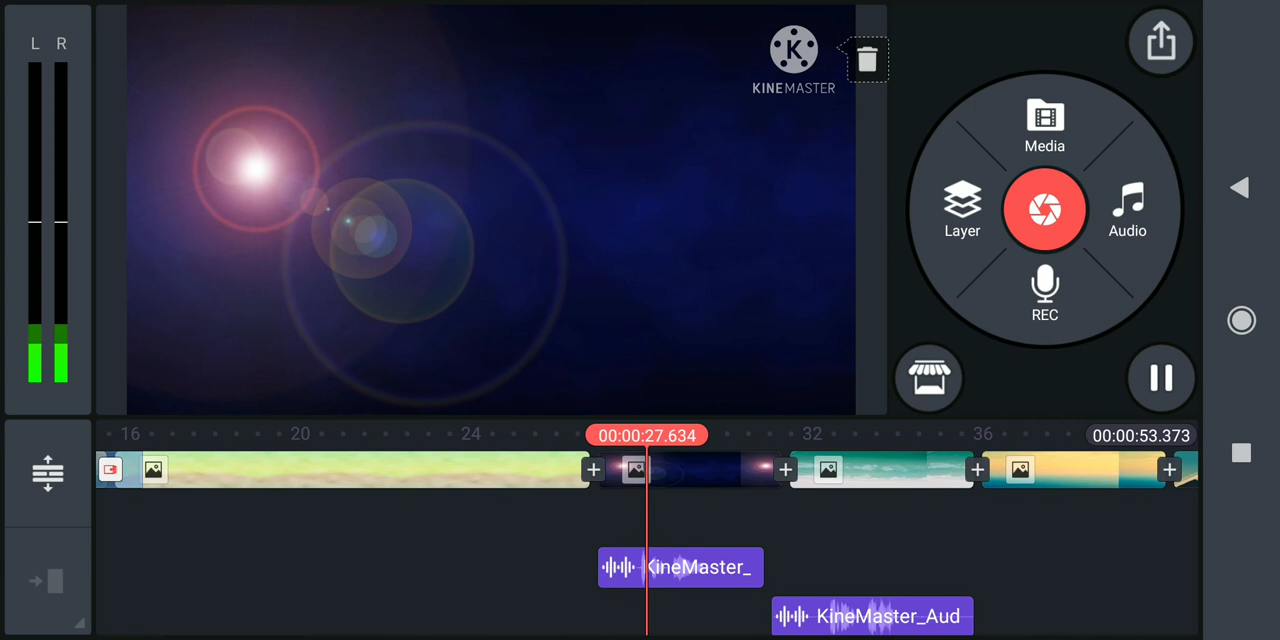 L R
KINEMASTER
Media
Layer
Audio
REC
16
20
24
00:00:27.634
32
36
00:00:53.373
KineMaster_
KineMaster_Aud